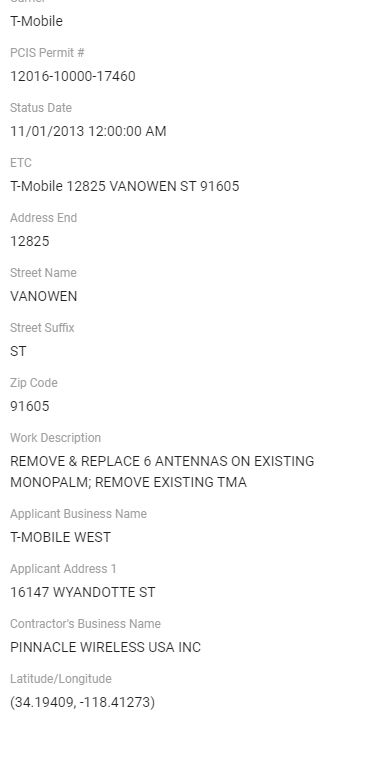 Carrier
T-Mobile
PCIS Permit #
12016-10000-17460
Status Date
11/01/2013 12:00:00 AM
ETC
T-Mobile 12825 VANOWEN ST 91605
Address End
12825
Street Name
VANOWEN
Street Suffix
ST
Zip Code
91605
Work Description
REMOVE & REPLACE 6 ANTENNAS ON EXISTING
MONOPALM; REMOVE EXISTING TMA
Applicant Business Name
T-MOBILE WEST
Applicant Address 1
16147 WYANDOTTE ST
Contractor's Business Name
PINNACLE WIRELESS USA INC
Latitude/Longitude
(34.19409, -118.41273)